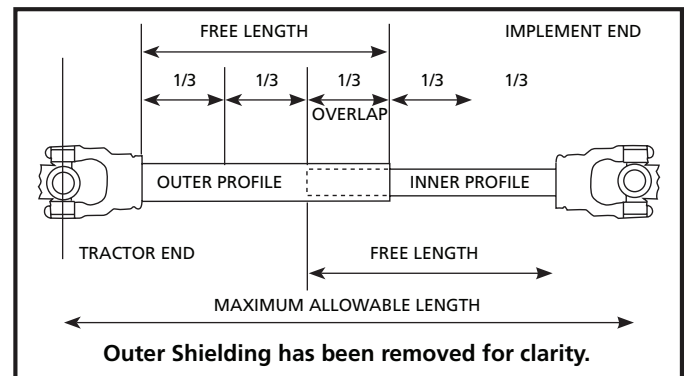 FREE LENGTH IMPLEMENT END
1/3 1/3 1/3 1/3 1/3
OVERLAP
OUTER PROFILE INNER PROFILE
TRACTOR END FREE LENGTH
MAXIMUM ALLOWABLE LENGTH
Outer Shielding has been removed for clarity.